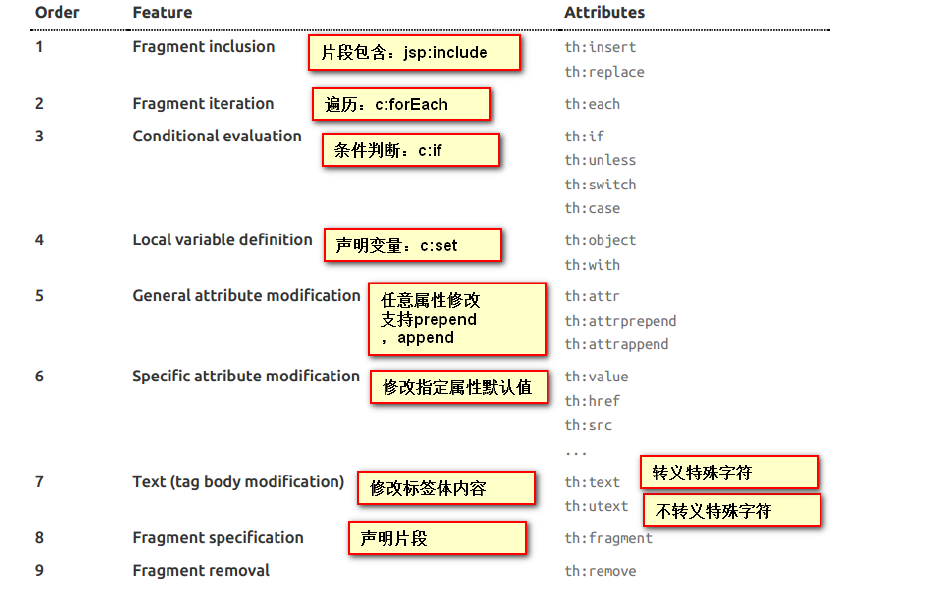 Order Feature Attributes
1 Fragment inclusion 片段包含：jsp:include th:insert
th:replace
2 Fragment iteration 遍历：c:forEach th:each
3 Conditional evaluation 条件判断：c:if th:if
th:unless
th:switch
th:case
4 Local variable definition 声明变量：c:set th:object
th:with
5 General attribute modification 任意属性修改 th:attr
支持prepend th:attrprepend
，append th:attrappend
6 Specific attribute modification 修改指定属性默认值 th:value
th:href
th:src
...
7 Text (tag body modification) 修改标签体内容 th:text 转义特殊字符
th:utext 不转义特殊字符
8 Fragment specification 声明片段 th:fragment
9 Fragment removal th:remove